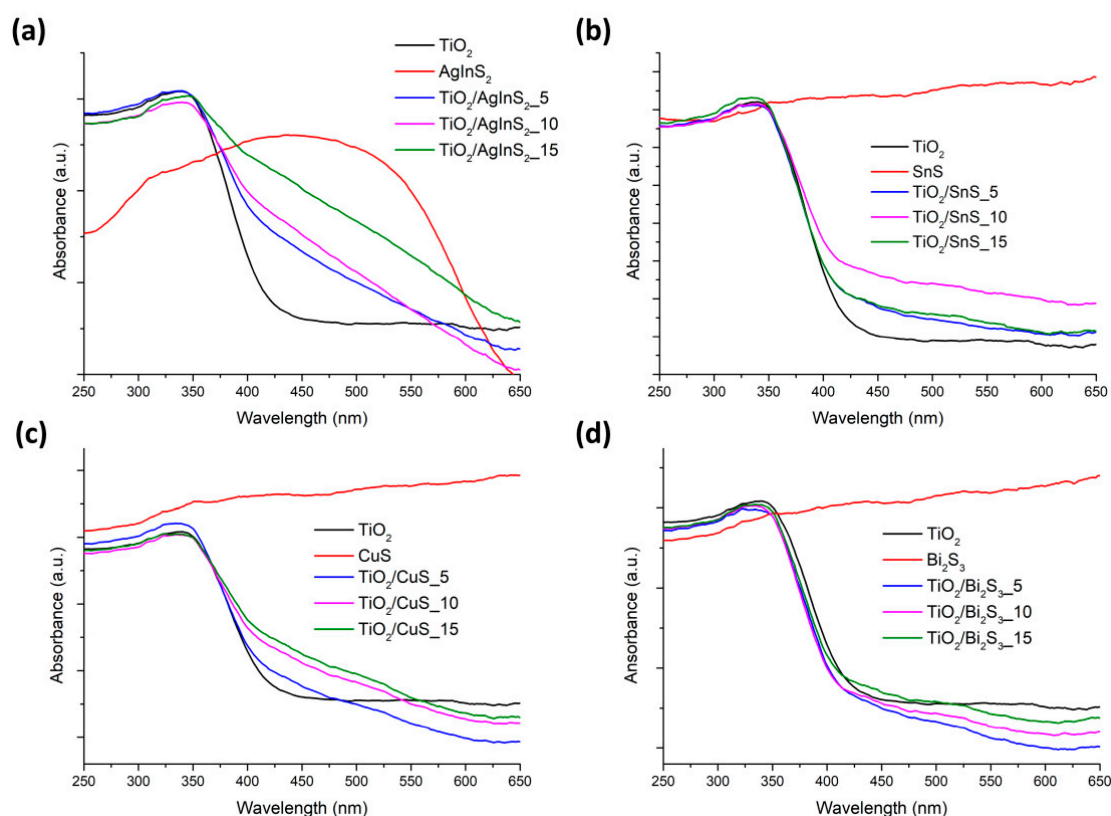 (a)
TiO₂
AgInS₂
TiO₂/AgInS₂_5
TiO₂/AgInS₂_10
TiO₂/AgInS₂_15
Absorbance (a.u.)
250 300 350 400 450 500 550 600 650
Wavelength (nm)
(b)
TiO₂
SnS
TiO₂/SnS_5
TiO₂/SnS_10
TiO₂/SnS_15
Absorbance (a.u.)
250 300 350 400 450 500 550 600 650
Wavelength (nm)
(c)
TiO₂
CuS
TiO₂/CuS_5
TiO₂/CuS_10
TiO₂/CuS_15
Absorbance (a.u.)
250 300 350 400 450 500 550 600 650
Wavelength (nm)
(d)
TiO₂
Bi₂S₃
TiO₂/Bi₂S₃_5
TiO₂/Bi₂S₃_10
TiO₂/Bi₂S₃_15
Ansorbance (a.u.)
250 300 350 400 450 500 550 600 650
Wavelength (nm)